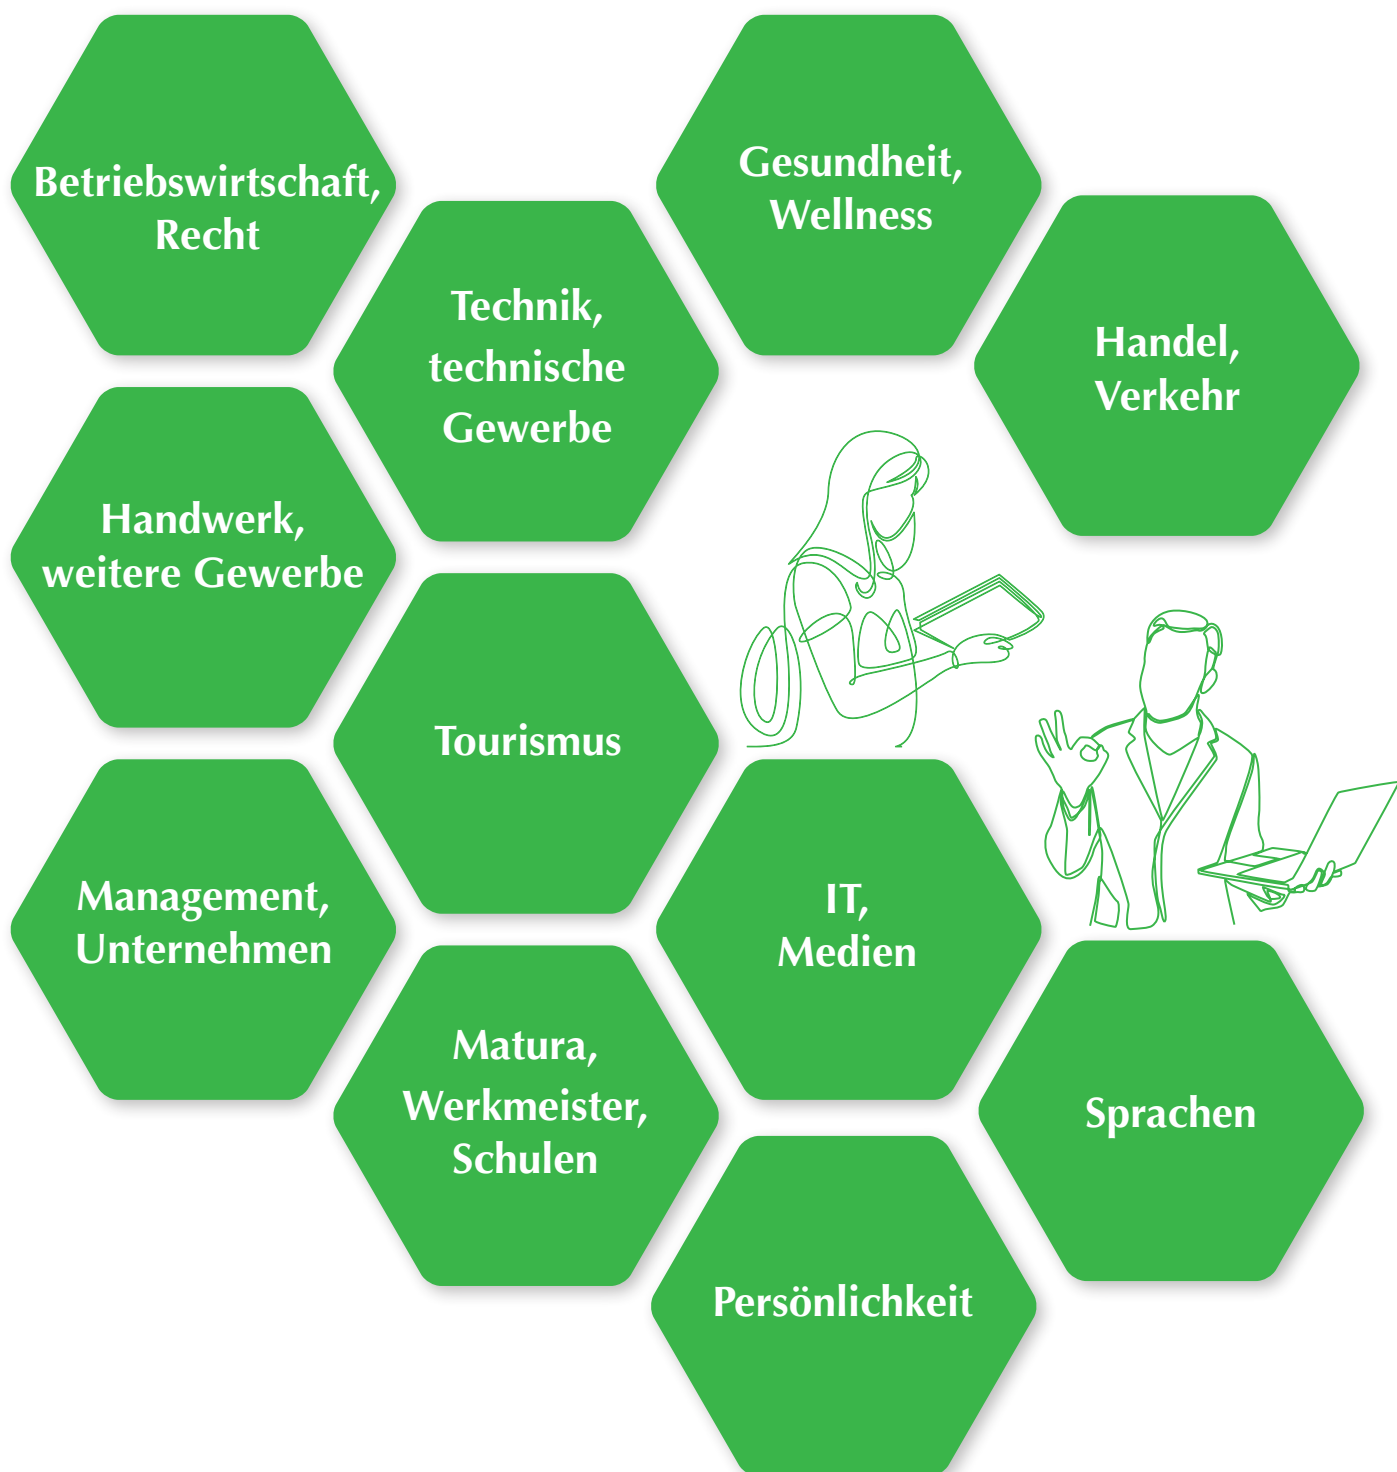 Betriebswirtschaft,
Recht
Gesundheit,
Wellness
Technik,
technische
Gewerbe
Handel,
Verkehr
Handwerk,
weitere Gewerbe
Tourismus
Management,
Unternehmen
IT,
Medien
Matura,
Werkmeister,
Schulen
Sprachen
Persönlichkeit